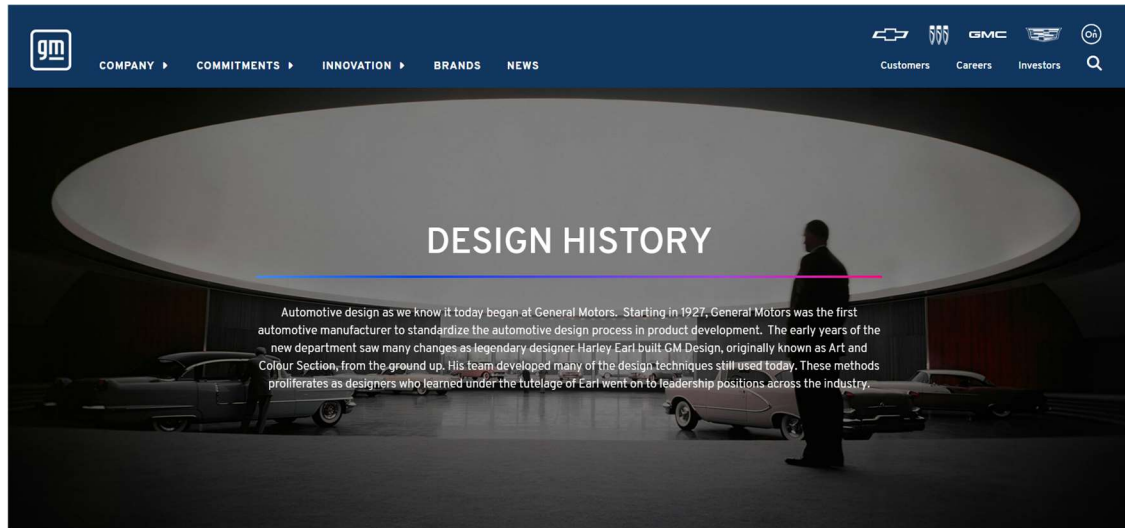 gm
COMPANY
COMMITMENTS
INNOVATION
BRANDS
NEWS
GMC
On
Customers
Careers
Investors
DESIGN HISTORY
Automotive design as we know it today began at General Motors. Starting in 1927, General Motors was the first
automotive manufacturer to standardize the automotive design process in product development. The early years of the
new department saw many changes as legendary designer Harley Earl built GM Design, originally known as Art and
Colour Section, from the ground up. His team developed many of the design techniques still used today. These methods
proliferates as designers who learned under the tutelage of Earl went on to leadership positions across the industry.